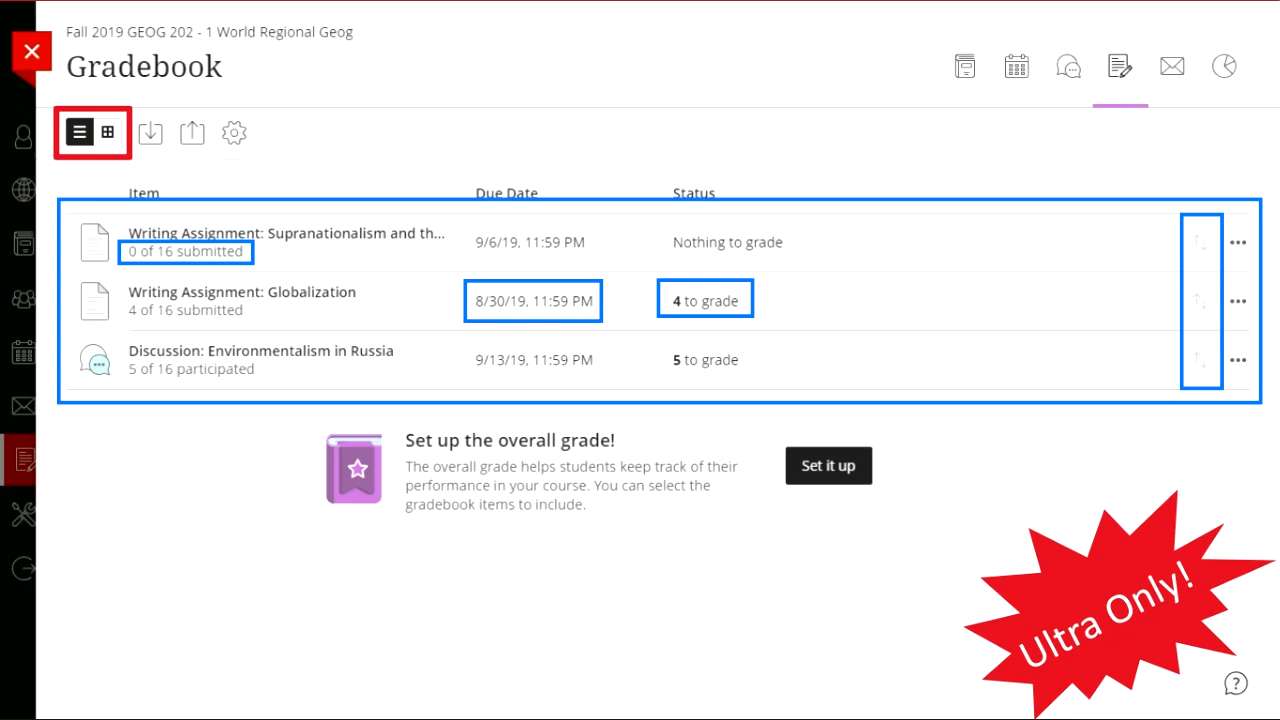 Fall 2019 GEOG 202 - 1 World Regional Geog
Gradebook
Item Due Date Status
Writing Assignment: Supranationalism and th...
0 of 16 submitted
9/6/19, 11:59 PM
Nothing to grade
Writing Assignment: Globalization
4 of 16 submitted
8/30/19, 11:59 PM
4 to grade
Discussion: Environmentalism in Russia
5 of 16 participated
9/13/19, 11:59 PM
5 to grade
Set up the overall grade!
The overall grade helps students keep track of their
performance in your course. You can select the
gradebook items to include.
Set it up
Ultra Only!